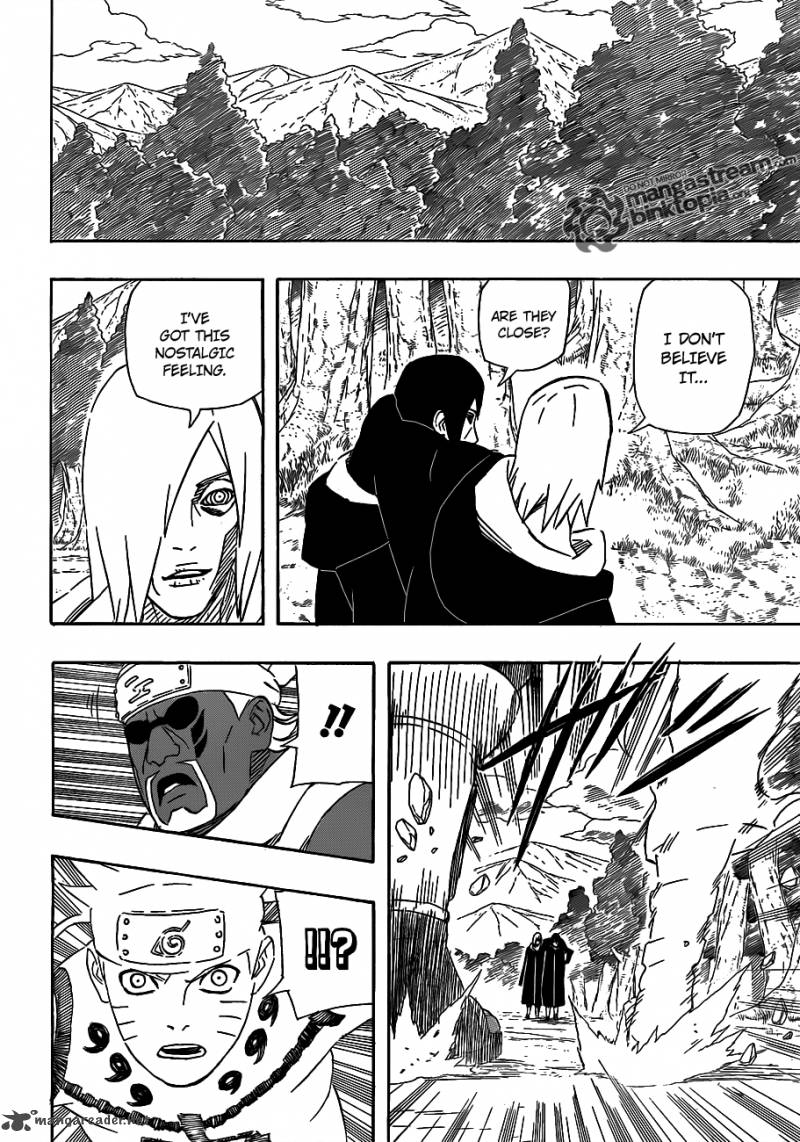 DO NOT MIRROR
mangastream.com
binktopia.org
I DON'T
BELIEVE
IT...
ARE THEY
CLOSE?
I'VE
GOT THIS
NOSTALGIC
FEELING.
!!
!!?
mangareader.net